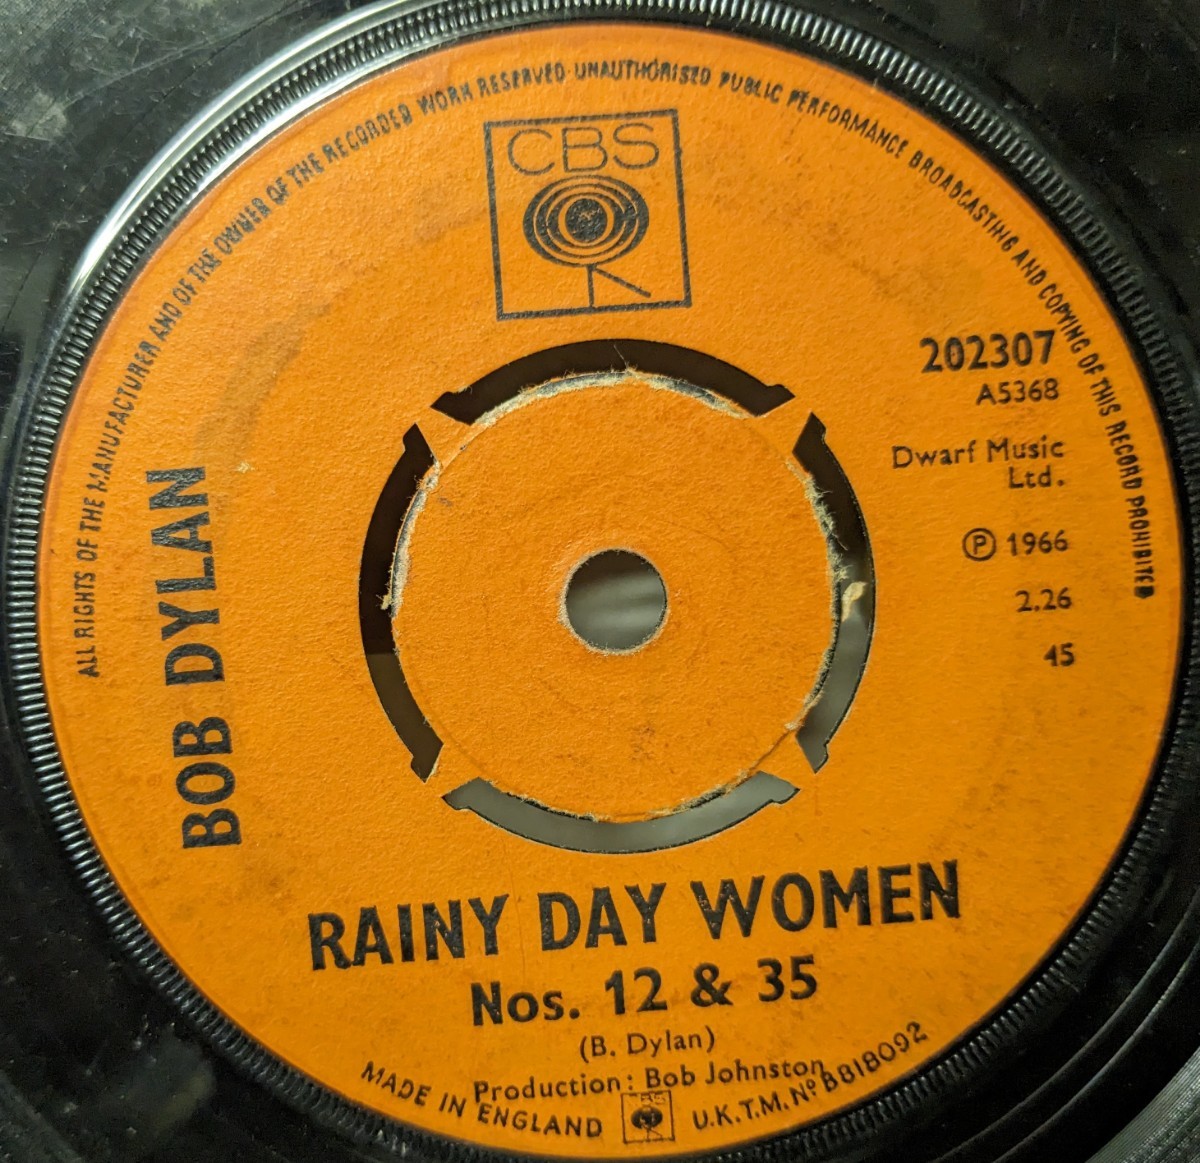 ALL RIGHTS OF THE MANUFACTURER AND OF THE OWNER OF THE RECORDED WORK RESERVED·UNAUTHORISED PUBLIC PERFORMANCE BROADCASTING AND COPYING OF THIS RECORD PROHIBITED
CBS
202307
A5368
Dwarf Music
Ltd.
Ⓟ 1966
2.26
45
BOB DYLAN
RAINY DAY WOMEN
Nos. 12 & 35
(B. Dylan)
Production: Bob Johnston
MADE IN ENGLAND CBS U.K.T.M. Nº B818092